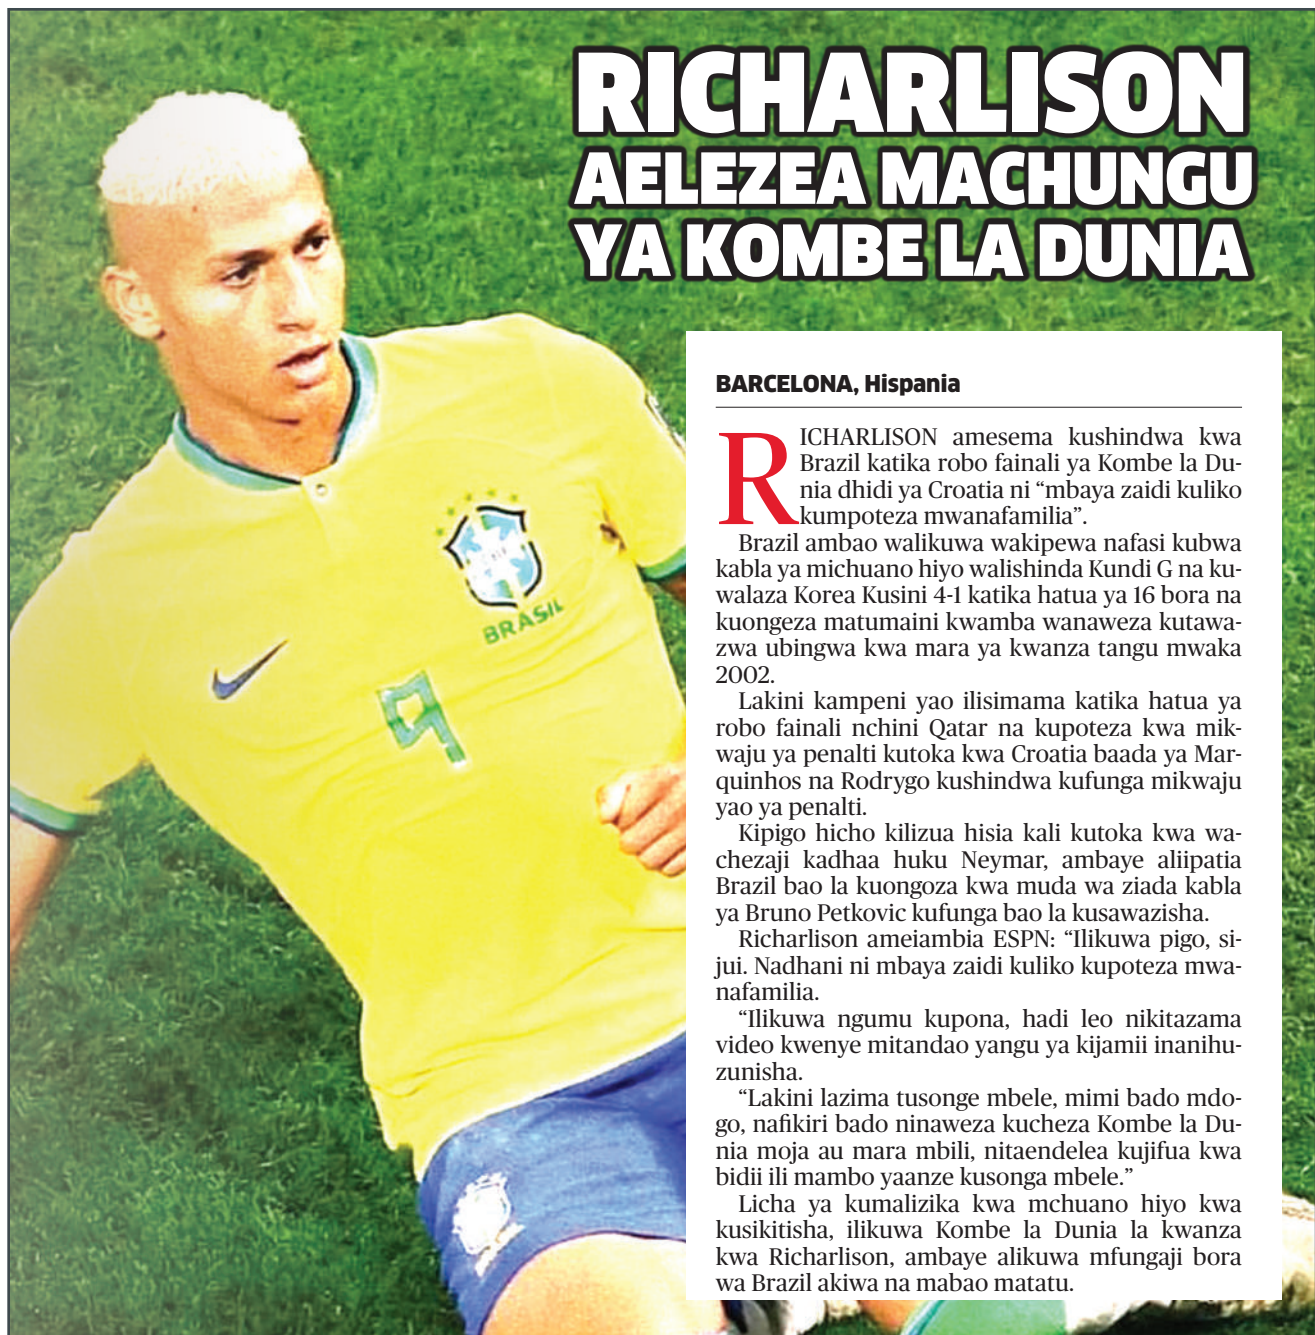 RICHARLISON
AELEZEA MACHUNGU
YA KOMBE LA DUNIA
BARCELONA, Hispania
RICHARLISON amesema kushindwa kwa
Brazil katika robo fainali ya Kombe la Du-
nia dhidi ya Croatia ni “mbaya zaidi kuliko
kumpoteza mwanafamilia”.
Brazil ambao walikuwa wakipewa nafasi kubwa
kabla ya michuano hiyo walishinda Kundi G na ku-
walaza Korea Kusini 4-1 katika hatua ya 16 bora na
kuongeza matumaini kwamba wanaweza kutawa-
zwa ubingwa kwa mara ya kwanza tangu mwaka
2002.
Lakini kampeni yao ilisimama katika hatua ya
robo fainali nchini Qatar na kupoteza kwa mik-
waju ya penalti kutoka kwa Croatia baada ya Mar-
quinhos na Rodrygo kushindwa kufunga mikwaju
yao ya penalti.
Kipigo hicho kilizua hisia kali kutoka kwa wa-
chezaji kadhaa huku Neymar, ambaye aliipatia
Brazil bao la kuongoza kwa muda wa ziada kabla
ya Bruno Petkovic kufunga bao la kusawazisha.
Richarlison ameiambia ESPN: “Ilikuwa pigo, si-
jui. Nadhani ni mbaya zaidi kuliko kupoteza mwa-
nafamilia.
“Ilikuwa ngumu kupona, hadi leo nikitazama
video kwenye mitandao yangu ya kijamii inanihu-
zunisha.
“Lakini lazima tusonge mbele, mimi bado mdo-
go, nafikiri bado ninaweza kucheza Kombe la Du-
nia moja au mara mbili, nitaendelea kujifua kwa
bidii ili mambo yaanze kusonga mbele.”
Licha ya kumalizika kwa mchuano hiyo kwa
kusikitisha, ilikuwa Kombe la Dunia la kwanza
kwa Richarlison, ambaye alikuwa mfungaji bora
wa Brazil akiwa na mabao matatu.
BRASIL
9